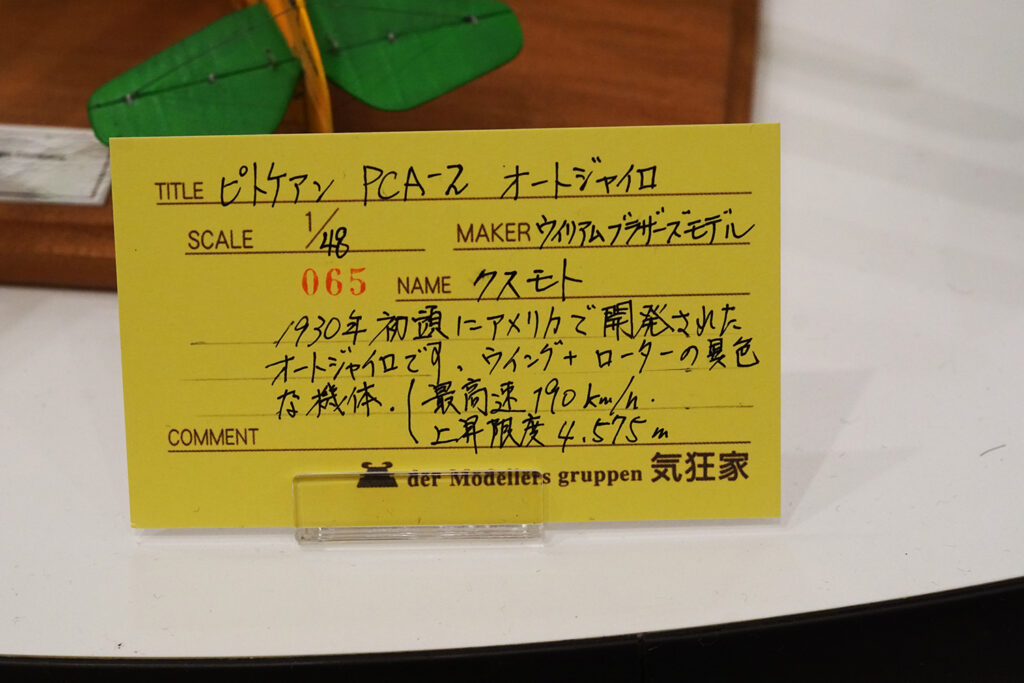 TITLE ピトケアン PCA-2 オートジャイロ
SCALE 1/48 MAKER ウイリアムブラザーズモデル
065 NAME クスモト
1930年初頭にアメリカで開発された
オートジャイロです、ウイング+ローターの異色
な機体. 最高速190km/h.
COMMENT 上昇限度4.575m
der Modellers gruppen 気狂家